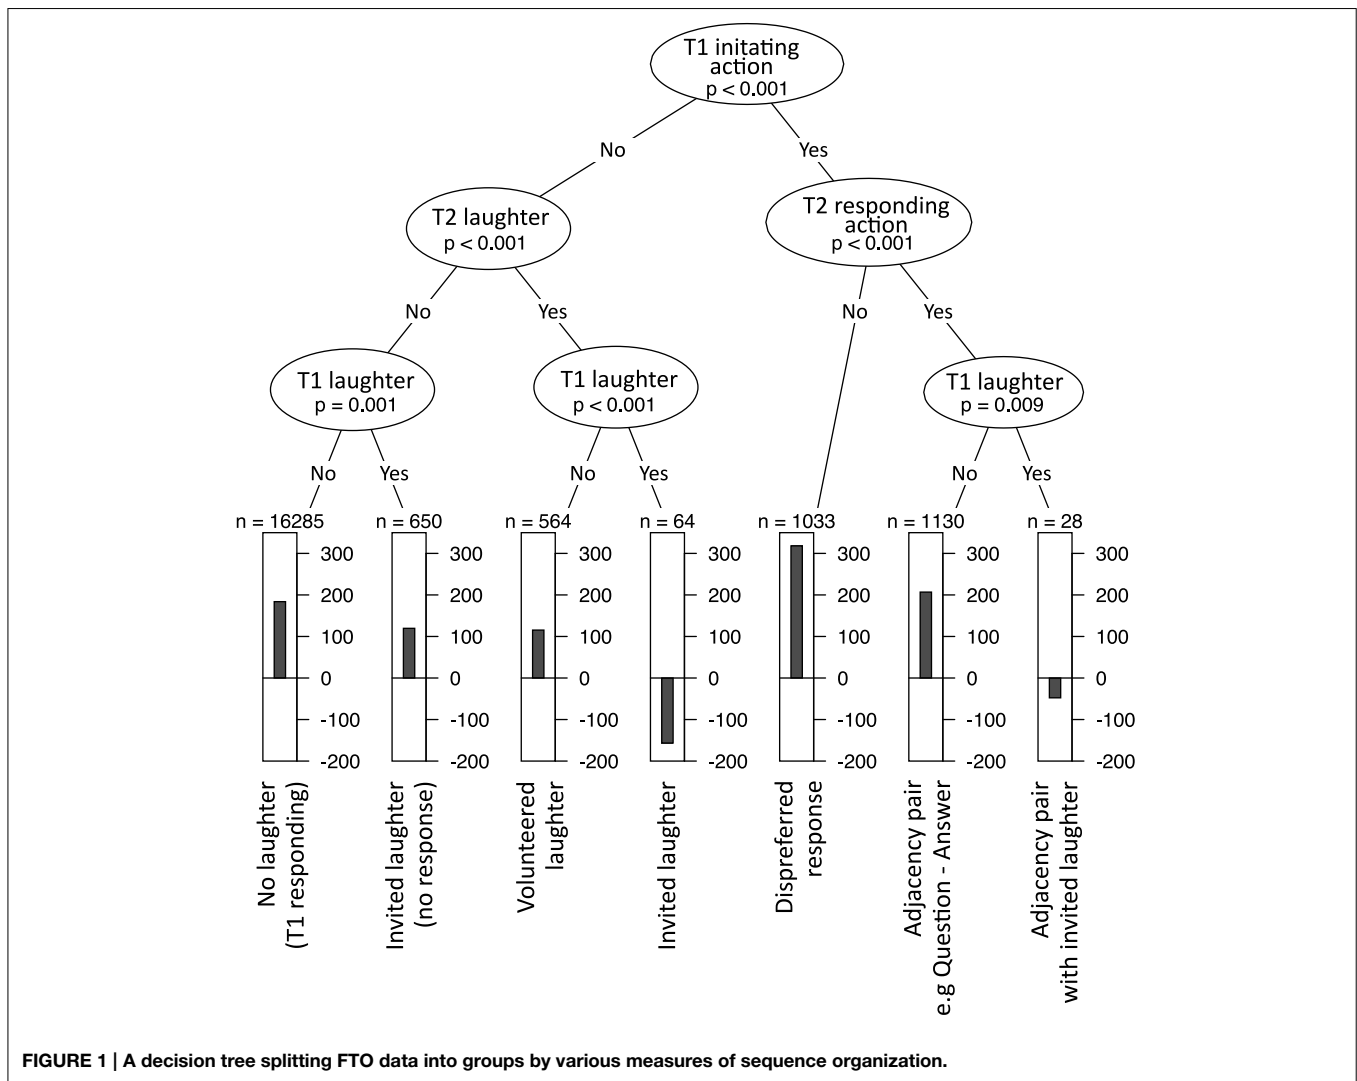 T1 initating
action
p < 0.001
No
Yes
T2 laughter
p < 0.001
T2 responding
action
p < 0.001
No
Yes
No
Yes
T1 laughter
p = 0.001
T1 laughter
p < 0.001
T1 laughter
p = 0.009
No
Yes
No
Yes
No
Yes
n = 16285
n = 650
n = 564
n = 64
n = 1033
n = 1130
n = 28
300
200
100
0
-100
-200
300
200
100
0
-100
-200
300
200
100
0
-100
-200
300
200
100
0
-100
-200
300
200
100
0
-100
-200
300
200
100
0
-100
-200
300
200
100
0
-100
-200
No laughter
(T1 responding)
Invited laughter
(no response)
Volunteered
laughter
Invited laughter
Dispreferred
response
Adjacency pair
e.g Question - Answer
Adjacency pair
with invited laughter
FIGURE 1 | A decision tree splitting FTO data into groups by various measures of sequence organization.